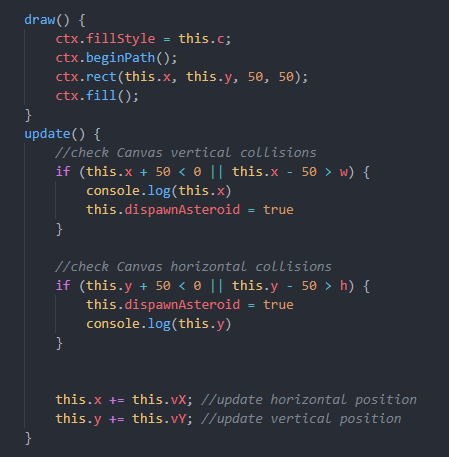 draw() {
ctx.fillStyle = this.c;
ctx.beginPath();
ctx.rect(this.x, this.y, 50, 50);
ctx.fill();
}
update() {
//check Canvas vertical collisions
if (this.x + 50 < 0 || this.x - 50 > w) {
console.log(this.x)
this.dispawnAsteroid = true
}
//check Canvas horizontal collisions
if (this.y + 50 < 0 || this.y - 50 > h) {
this.dispawnAsteroid = true
console.log(this.y)
}
this.x += this.vX; //update horizontal position
this.y += this.vY; //update vertical position
}